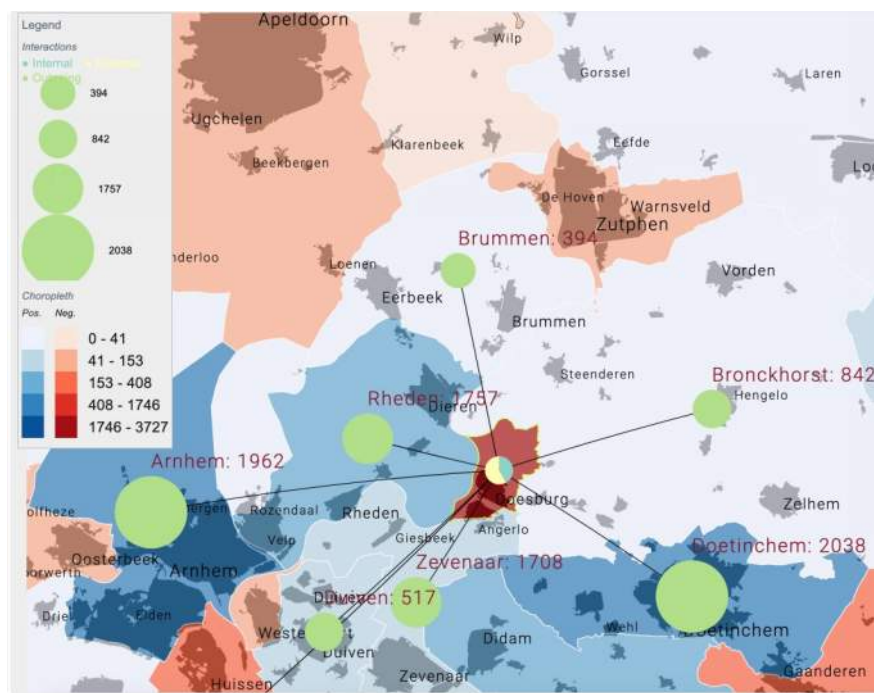 Legend
Interactions
Internal
394
842
1757
2038
Choropleth
Pos. Neg.
0 - 41
41 - 153
153 - 408
408 - 1746
1746 - 3727
Apeldoorn
Wilp
Gorssel
Laren
Ugchelen
Klarenbeek
Eefde
Beekbergen
De Hoven
Warnsveld
Zutphen
Brummen: 394
nderloo
Loenen
Vorden
Eerbeek
Brummen
Steenderen
Bronckhorst: 842
Hengelo
Rheden: 1757
Dieren
Arnhem: 1962
Zelhem
Rozendaal
Rheden
Doesburg
Giesbeek
Angerlo
Velp
Oosterbeek
Arnhem
Zevenaar: 1708
Doetinchem: 2038
Driel
Elden
Duiven: 517
Wehl
Doetinchem
Didam
Duiven
Zevenaar
Gaanderen
Huissen